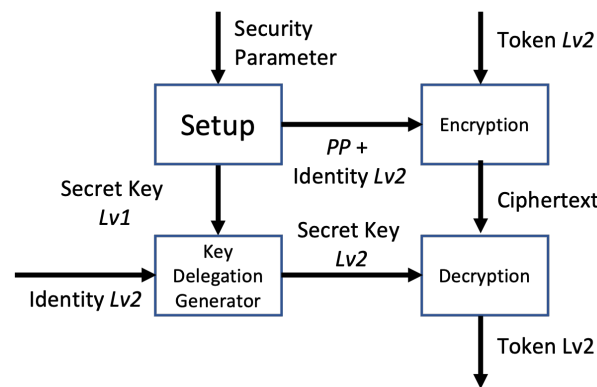 Security
Parameter
Token Lv2
Setup
Encryption
PP +
Identity Lv2
Secret Key
Lv1
Ciphertext
Secret Key
Lv2
Key
Delegation
Generator
Decryption
Identity Lv2
Token Lv2